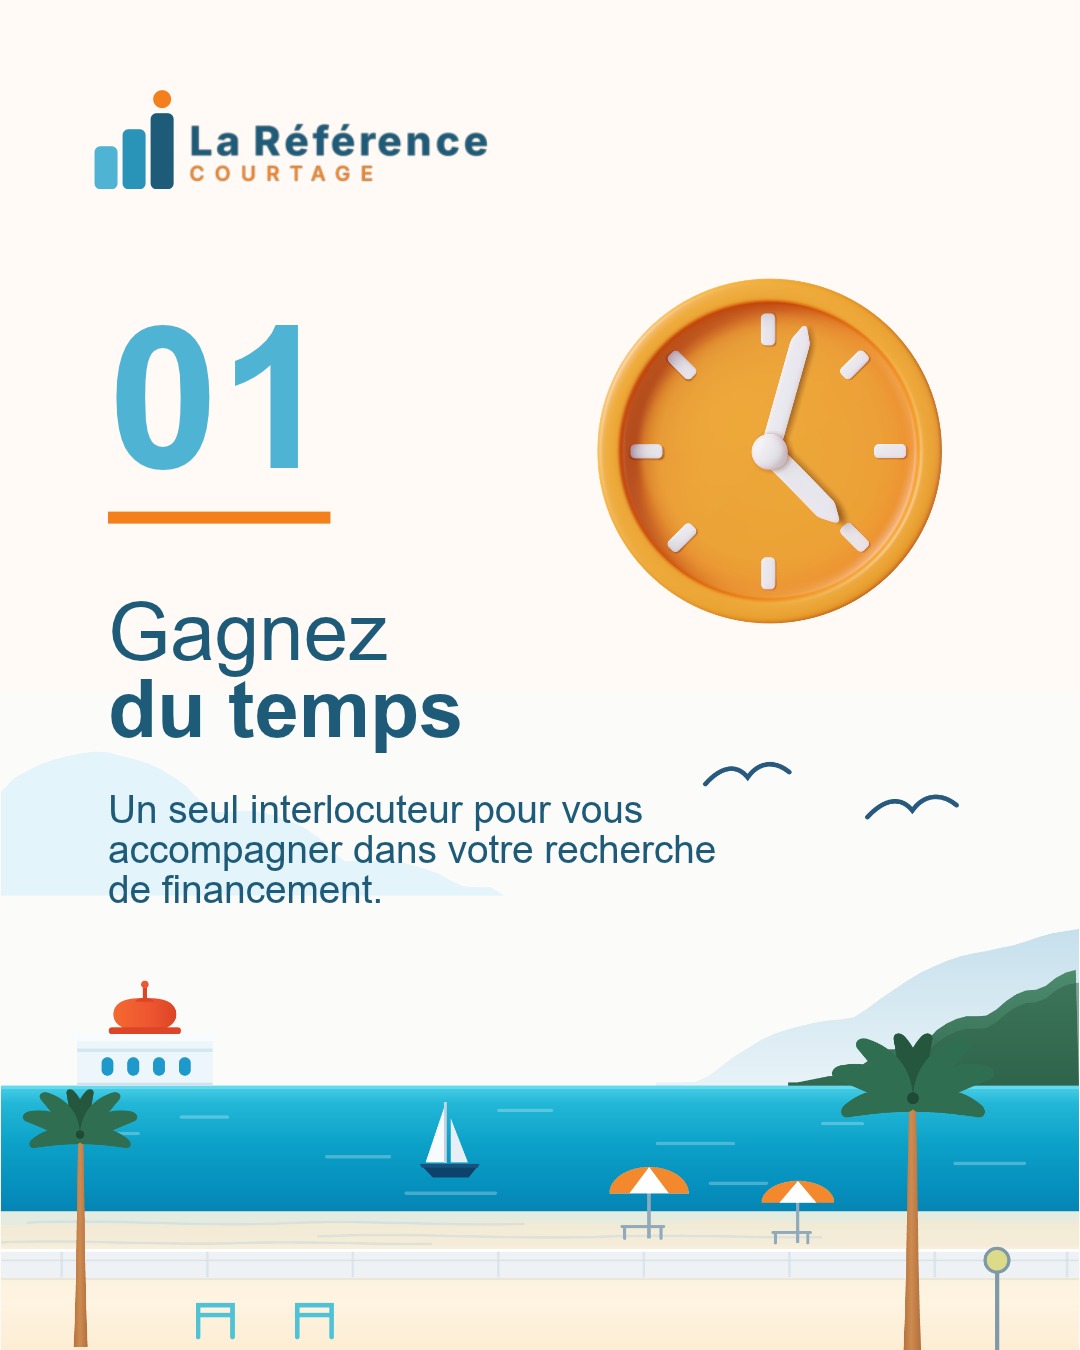 La Référence
COURTAGE
01
Gagnez
du temps
Un seul interlocuteur pour vous
accompagner dans votre recherche
de financement.